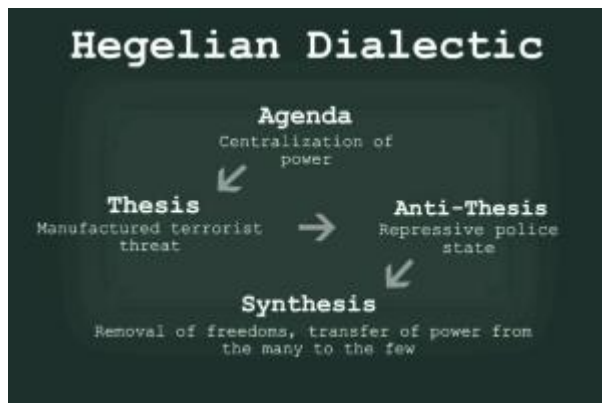 Hegelian Dialectic
Agenda
Centralization of
power
Thesis
Manufactured terrorist
threat
Anti-Thesis
Repressive police
state
Synthesis
Removal of freedoms, transfer of power from
the many to the few